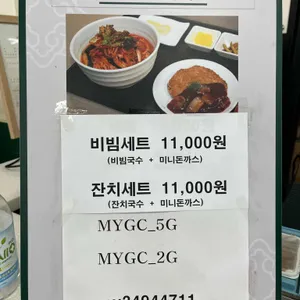 비빔세트 11,000원
(비빔국수 + 미니돈까스)
잔치세트 11,000원
(잔치국수 + 미니돈까스)
MYGC_5G
MYGC_2G